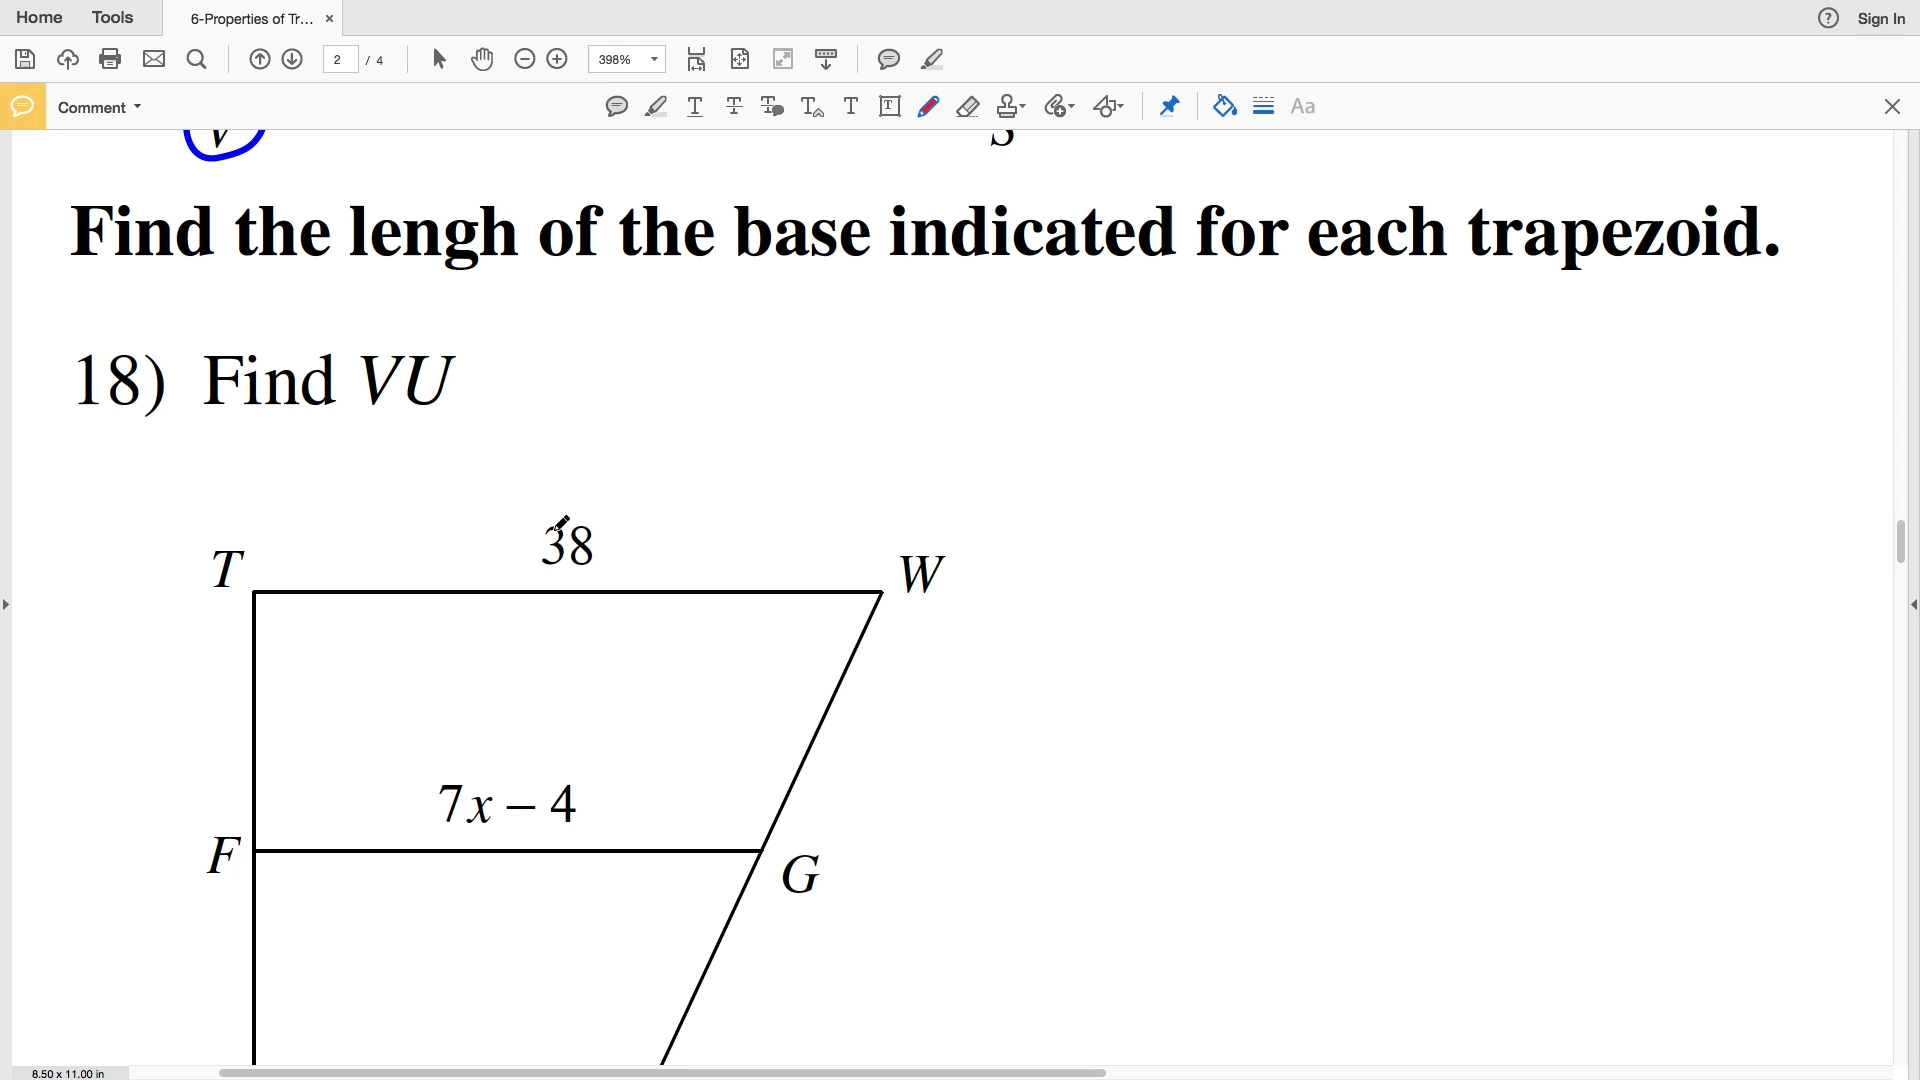 Home Tools 6-Properties of Tr... × ? Sign In
2 / 4 398%
Comment T T T T T T Aa
V S
Find the lengh of the base indicated for each trapezoid.
18) Find VU
38
T W
7x – 4
F G
8.50 x 11.00 in